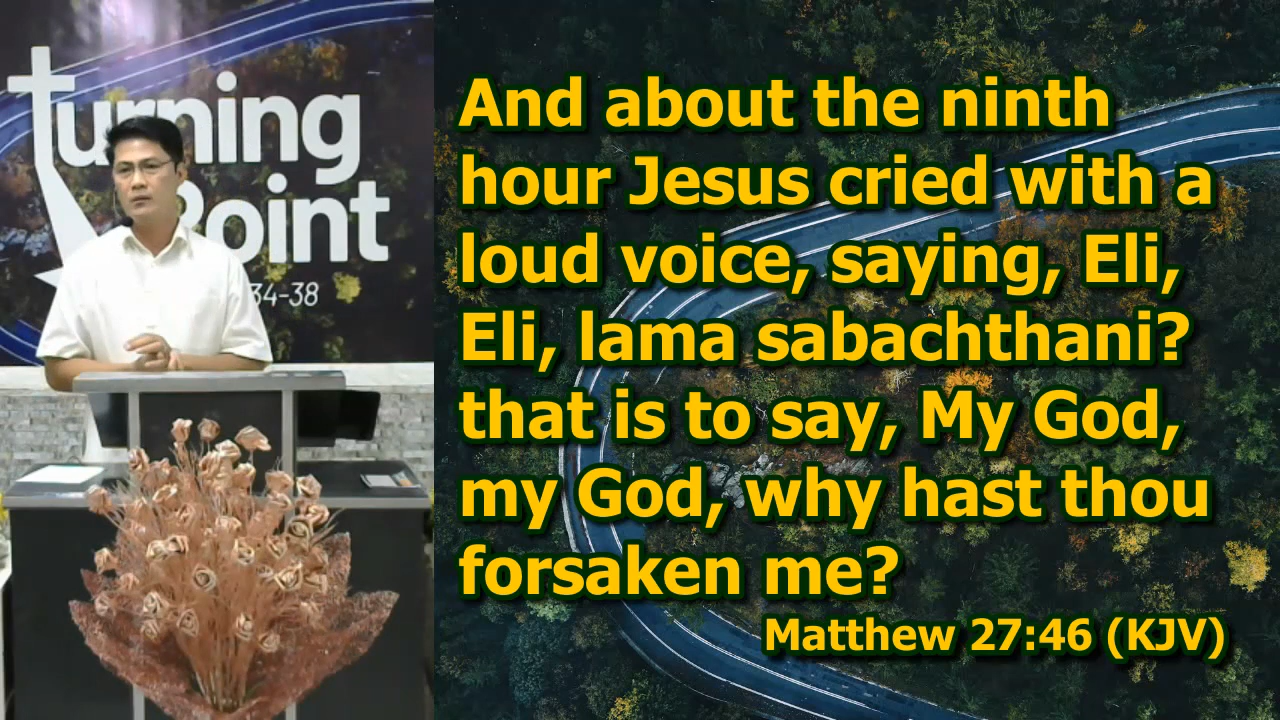 turning
Point
34-38
And about the ninth
hour Jesus cried with a
loud voice, saying, Eli,
Eli, lama sabachthani?
that is to say, My God,
my God, why hast thou
forsaken me?
Matthew 27:46 (KJV)